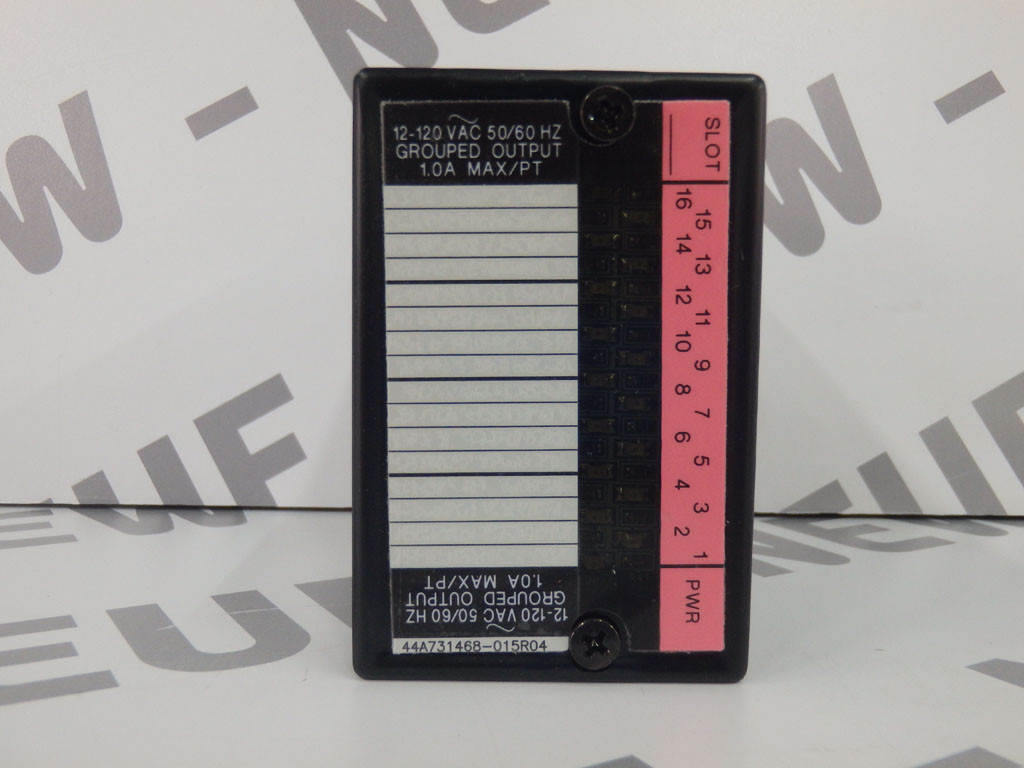 12-120 VAC 50/60 HZ
GROUPED OUTPUT
1.0A MAX/PT
SLOT
16
15
14
13
12
11
10
9
8
7
6
5
4
3
2
1
PWR
12-120 VAC 50/60 HZ
GROUPED OUTPUT
1.0A MAX/PT
44A731468-015R04
W - N
EUF
NEUF